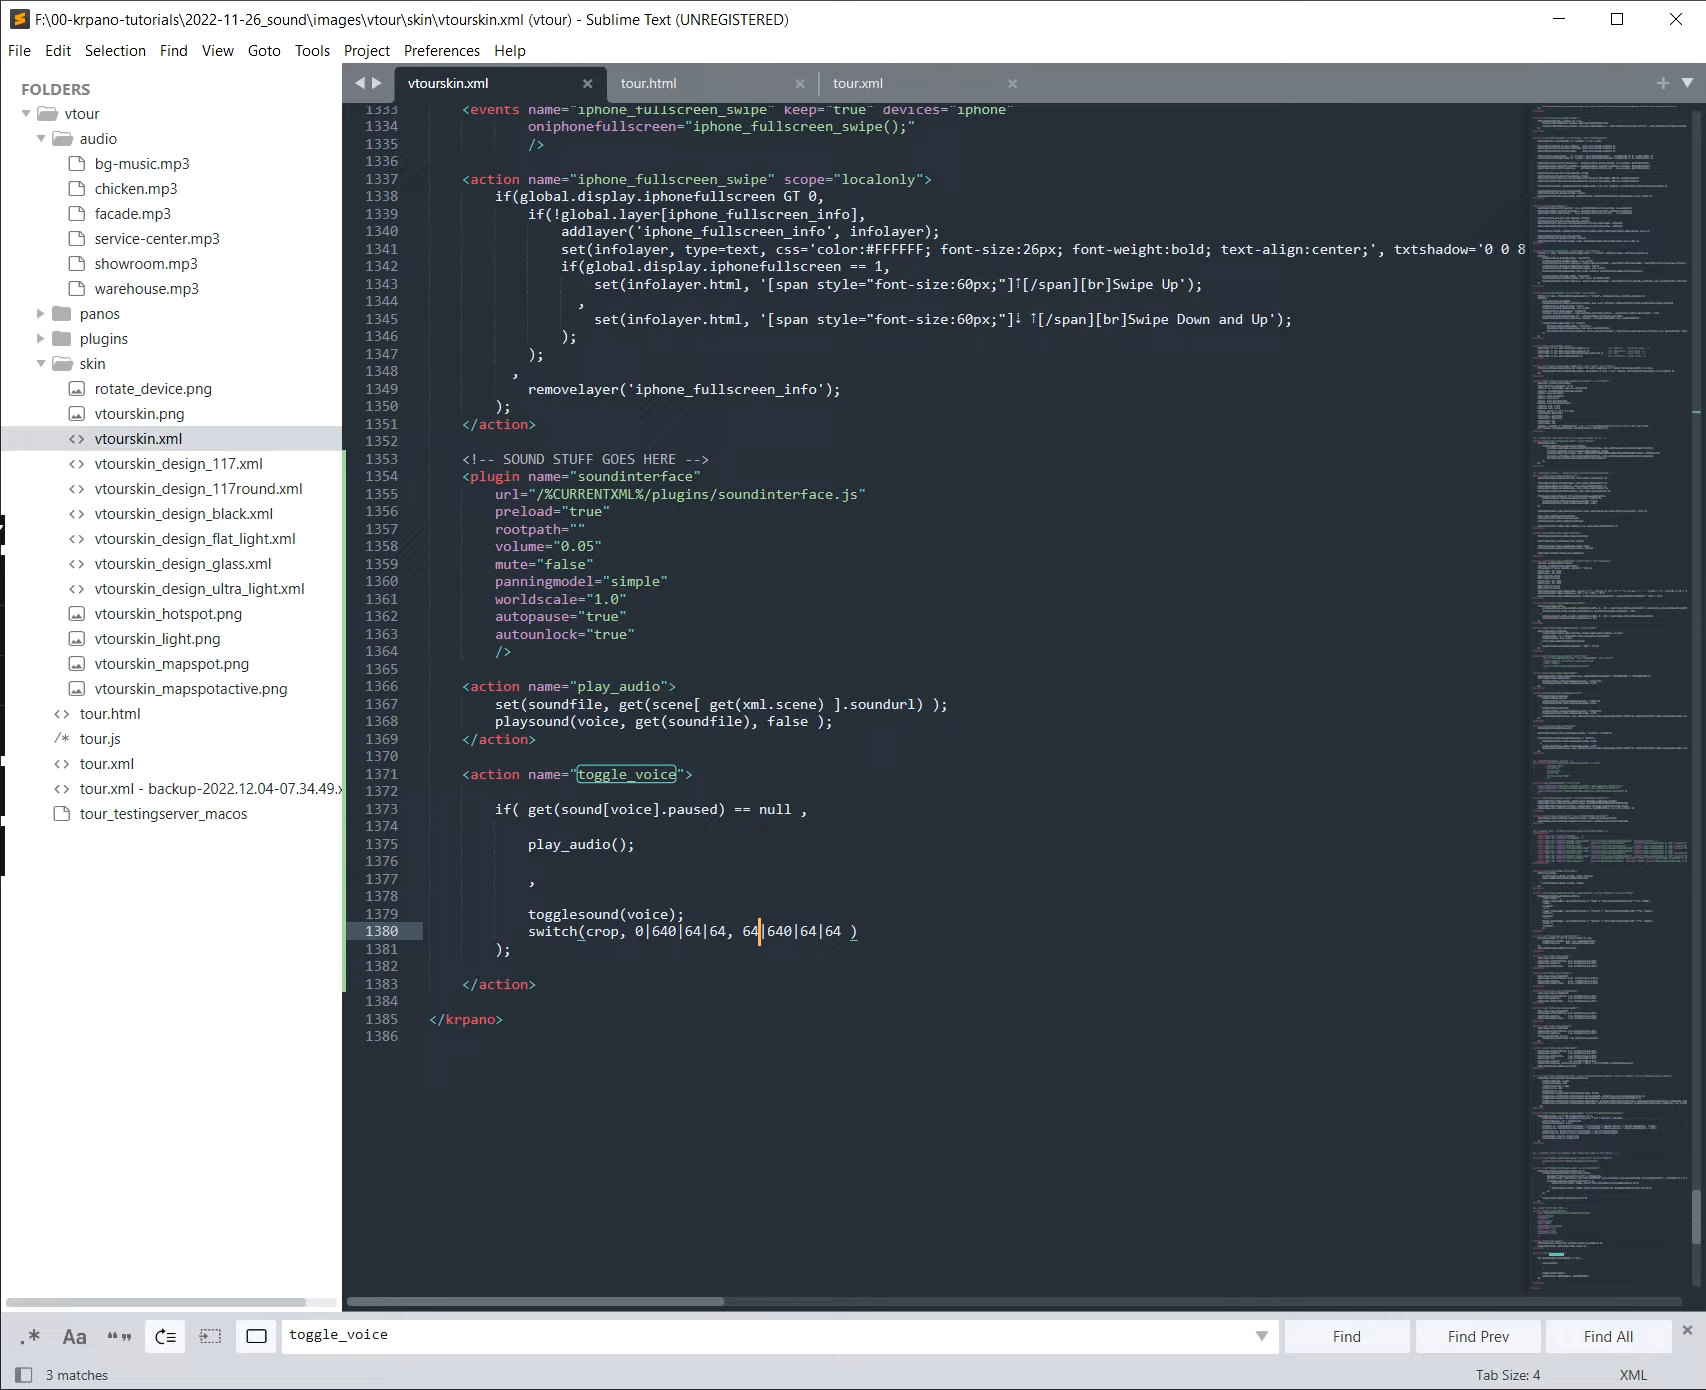 F:\00-krpano-tutorials\2022-11-26_sound\images\vtour\skin\vtourskin.xml (vtour) - Sublime Text (UNREGISTERED)
File Edit Selection Find View Goto Tools Project Preferences Help
FOLDERS
vtour
audio
bg-music.mp3
chicken.mp3
facade.mp3
service-center.mp3
showroom.mp3
warehouse.mp3
panos
plugins
skin
rotate_device.png
vtourskin.png
vtourskin.xml
vtourskin_design_117.xml
vtourskin_design_117round.xml
vtourskin_design_black.xml
vtourskin_design_flat_light.xml
vtourskin_design_glass.xml
vtourskin_design_ultra_light.xml
vtourskin_hotspot.png
vtourskin_light.png
vtourskin_mapspot.png
vtourskin_mapspotactive.png
tour.html
tour.js
tour.xml
tour.xml - backup-2022.12.04-07.34.49.x
tour_testingserver_macos
vtourskin.xml tour.html tour.xml
1333 <events name="iphone_fullscreen_swipe" keep="true" devices="iphone"
1334 oniphonefullscreen="iphone_fullscreen_swipe();"
1335 />
1336
1337 <action name="iphone_fullscreen_swipe" scope="localonly">
1338 if(global.display.iphonefullscreen GT 0,
1339 if(!global.layer[iphone_fullscreen_info],
1340 addlayer('iphone_fullscreen_info', infolayer);
1341 set(infolayer, type=text, css='color:#FFFFFF; font-size:26px; font-weight:bold; text-align:center;', txtshadow='0 0 8
1342 if(global.display.iphonefullscreen == 1,
1343 set(infolayer.html, '[span style="font-size:60px;"]↑[/span][br]Swipe Up');
1344 ,
1345 set(infolayer.html, '[span style="font-size:60px;"]↓ ↑[/span][br]Swipe Down and Up');
1346 );
1347 );
1348 ,
1349 removelayer('iphone_fullscreen_info');
1350 );
1351 </action>
1352
1353 <!-- SOUND STUFF GOES HERE -->
1354 <plugin name="soundinterface"
1355 url="/%CURRENTXML%/plugins/soundinterface.js"
1356 preload="true"
1357 rootpath=""
1358 volume="0.05"
1359 mute="false"
1360 panningmodel="simple"
1361 worldscale="1.0"
1362 autopause="true"
1363 autounlock="true"
1364 />
1365
1366 <action name="play_audio">
1367 set(soundfile, get(scene[ get(xml.scene) ].soundurl) );
1368 playsound(voice, get(soundfile), false );
1369 </action>
1370
1371 <action name="toggle_voice">
1372
1373 if( get(sound[voice].paused) == null ,
1374
1375 play_audio();
1376
1377 ,
1378
1379 togglesound(voice);
1380 switch(crop, 0|640|64|64, 64|640|64|64 )
1381 );
1382
1383 </action>
1384
1385 </krpano>
1386
.* Aa “” toggle_voice Find Find Prev Find All
3 matches Tab Size: 4 XML